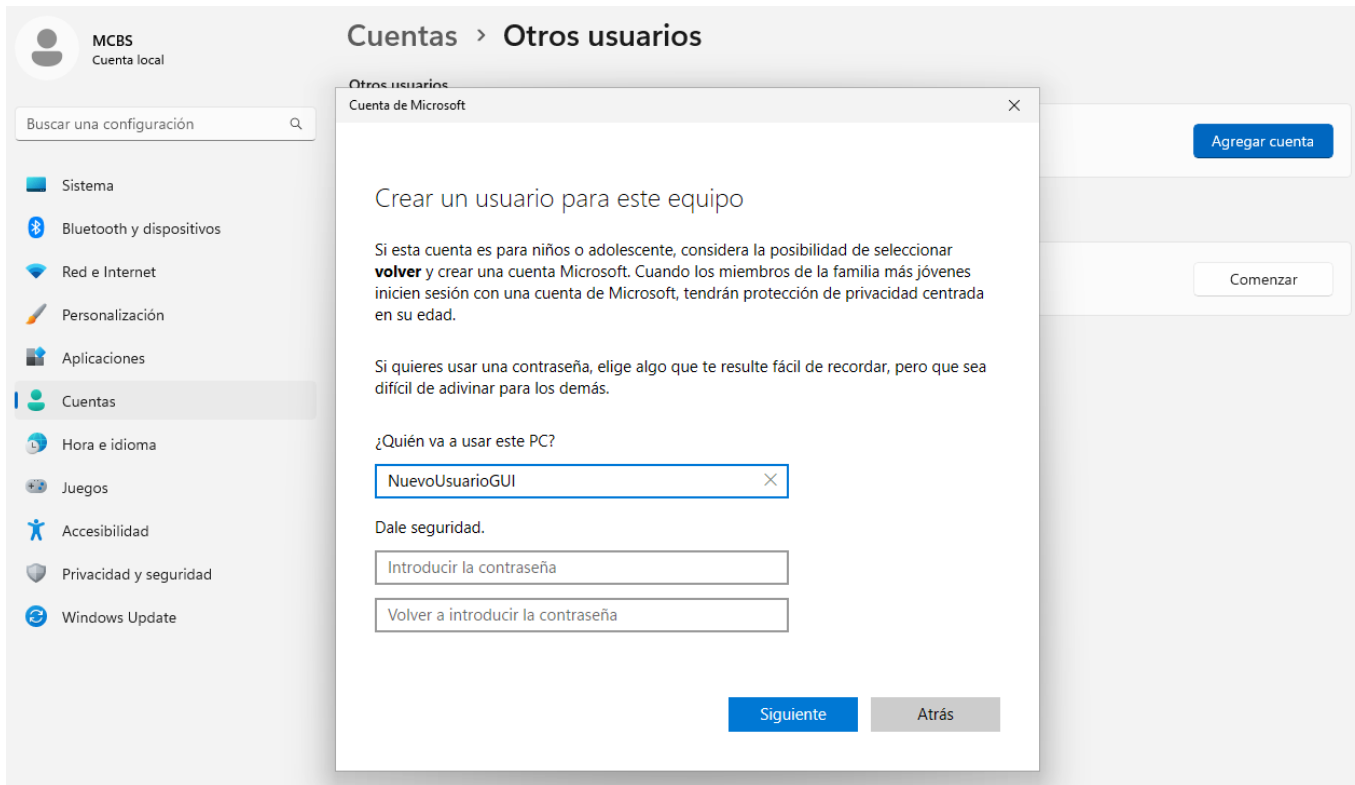 MCBS
Cuenta local
Buscar una configuración
Sistema
Bluetooth y dispositivos
Red e Internet
Personalización
Aplicaciones
Cuentas
Hora e idioma
Juegos
Accesibilidad
Privacidad y seguridad
Windows Update
Cuentas > Otros usuarios
Otros usuarios
Agregar cuenta
Comenzar
Cuenta de Microsoft
Crear un usuario para este equipo
Si esta cuenta es para niños o adolescente, considera la posibilidad de seleccionar
volver y crear una cuenta Microsoft. Cuando los miembros de la familia más jóvenes
inicien sesión con una cuenta de Microsoft, tendrán protección de privacidad centrada
en su edad.
Si quieres usar una contraseña, elige algo que te resulte fácil de recordar, pero que sea
difícil de adivinar para los demás.
¿Quién va a usar este PC?
NuevoUsuarioGUI
Dale seguridad.
Introducir la contraseña
Volver a introducir la contraseña
Siguiente
Atrás